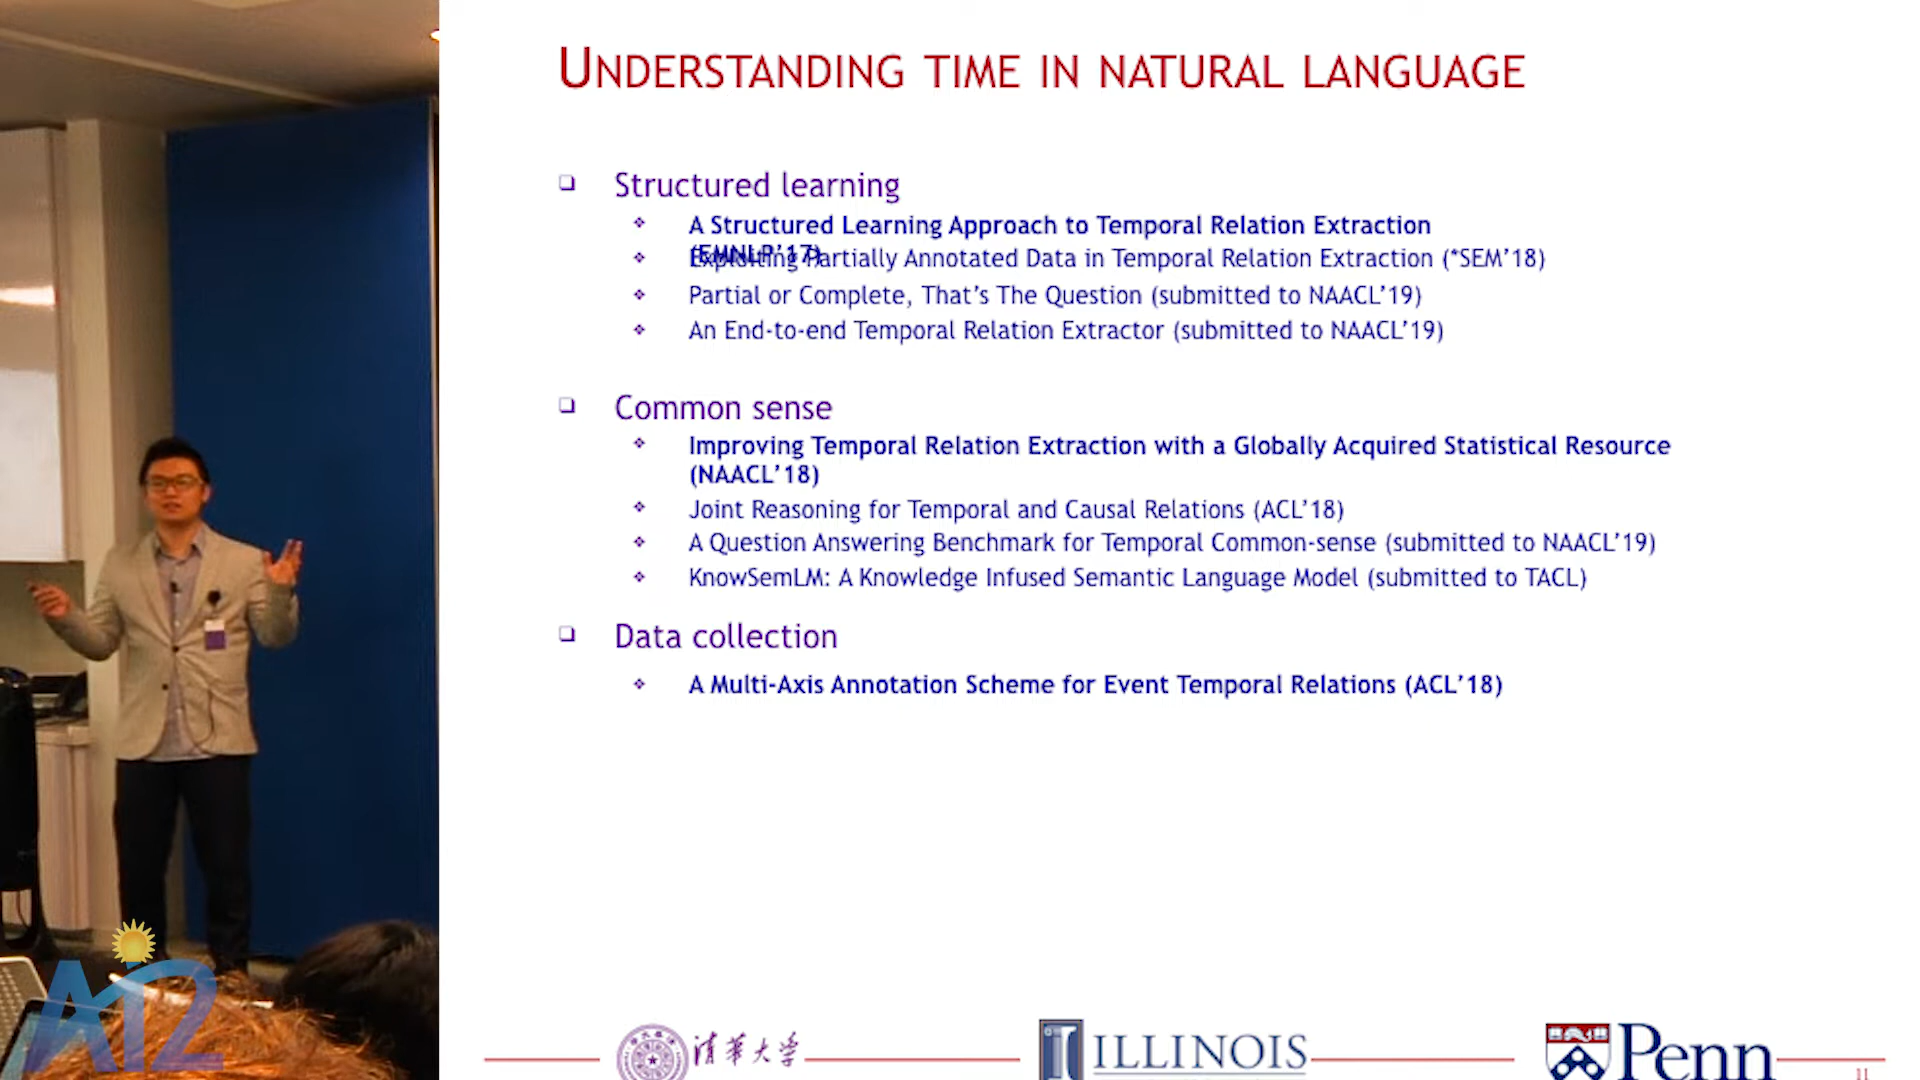 UNDERSTANDING TIME IN NATURAL LANGUAGE
Structured learning
A Structured Learning Approach to Temporal Relation Extraction
(EMNLP'17)
Exploiting Partially Annotated Data in Temporal Relation Extraction (*SEM'18)
Partial or Complete, That's The Question (submitted to NAACL'19)
An End-to-end Temporal Relation Extractor (submitted to NAACL'19)
Common sense
Improving Temporal Relation Extraction with a Globally Acquired Statistical Resource
(NAACL'18)
Joint Reasoning for Temporal and Causal Relations (ACL'18)
A Question Answering Benchmark for Temporal Common-sense (submitted to NAACL'19)
KnowSemLM: A Knowledge Infused Semantic Language Model (submitted to TACL)
Data collection
A Multi-Axis Annotation Scheme for Event Temporal Relations (ACL'18)
AI2
清华大学
ILLINOIS
Penn
11